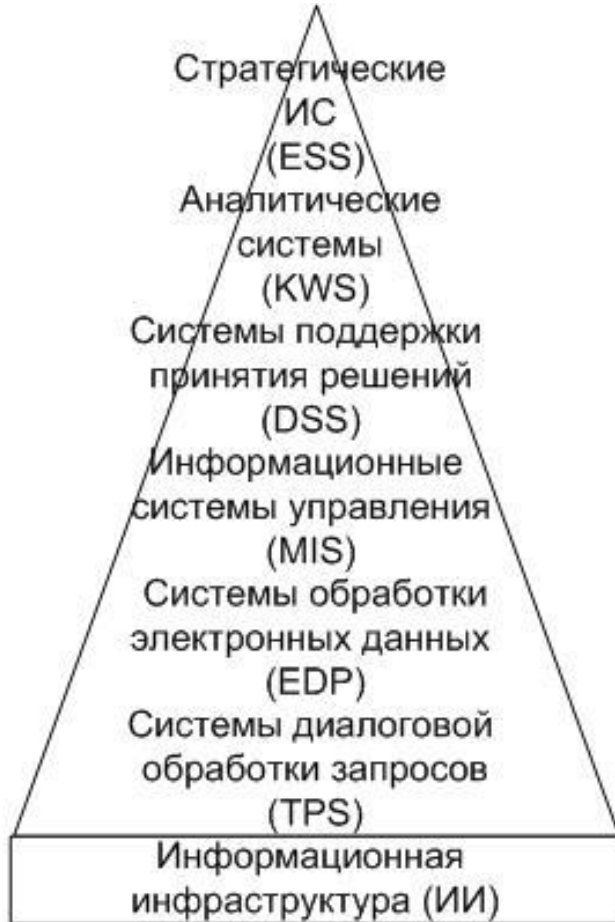 Стратегические
ИС
(ESS)
Аналитические
системы
(KWS)
Системы поддержки
принятия решений
(DSS)
Информационные
системы управления
(MIS)
Системы обработки
электронных данных
(EDP)
Системы диалоговой
обработки запросов
(TPS)
Информационная
инфраструктура (ИИ)